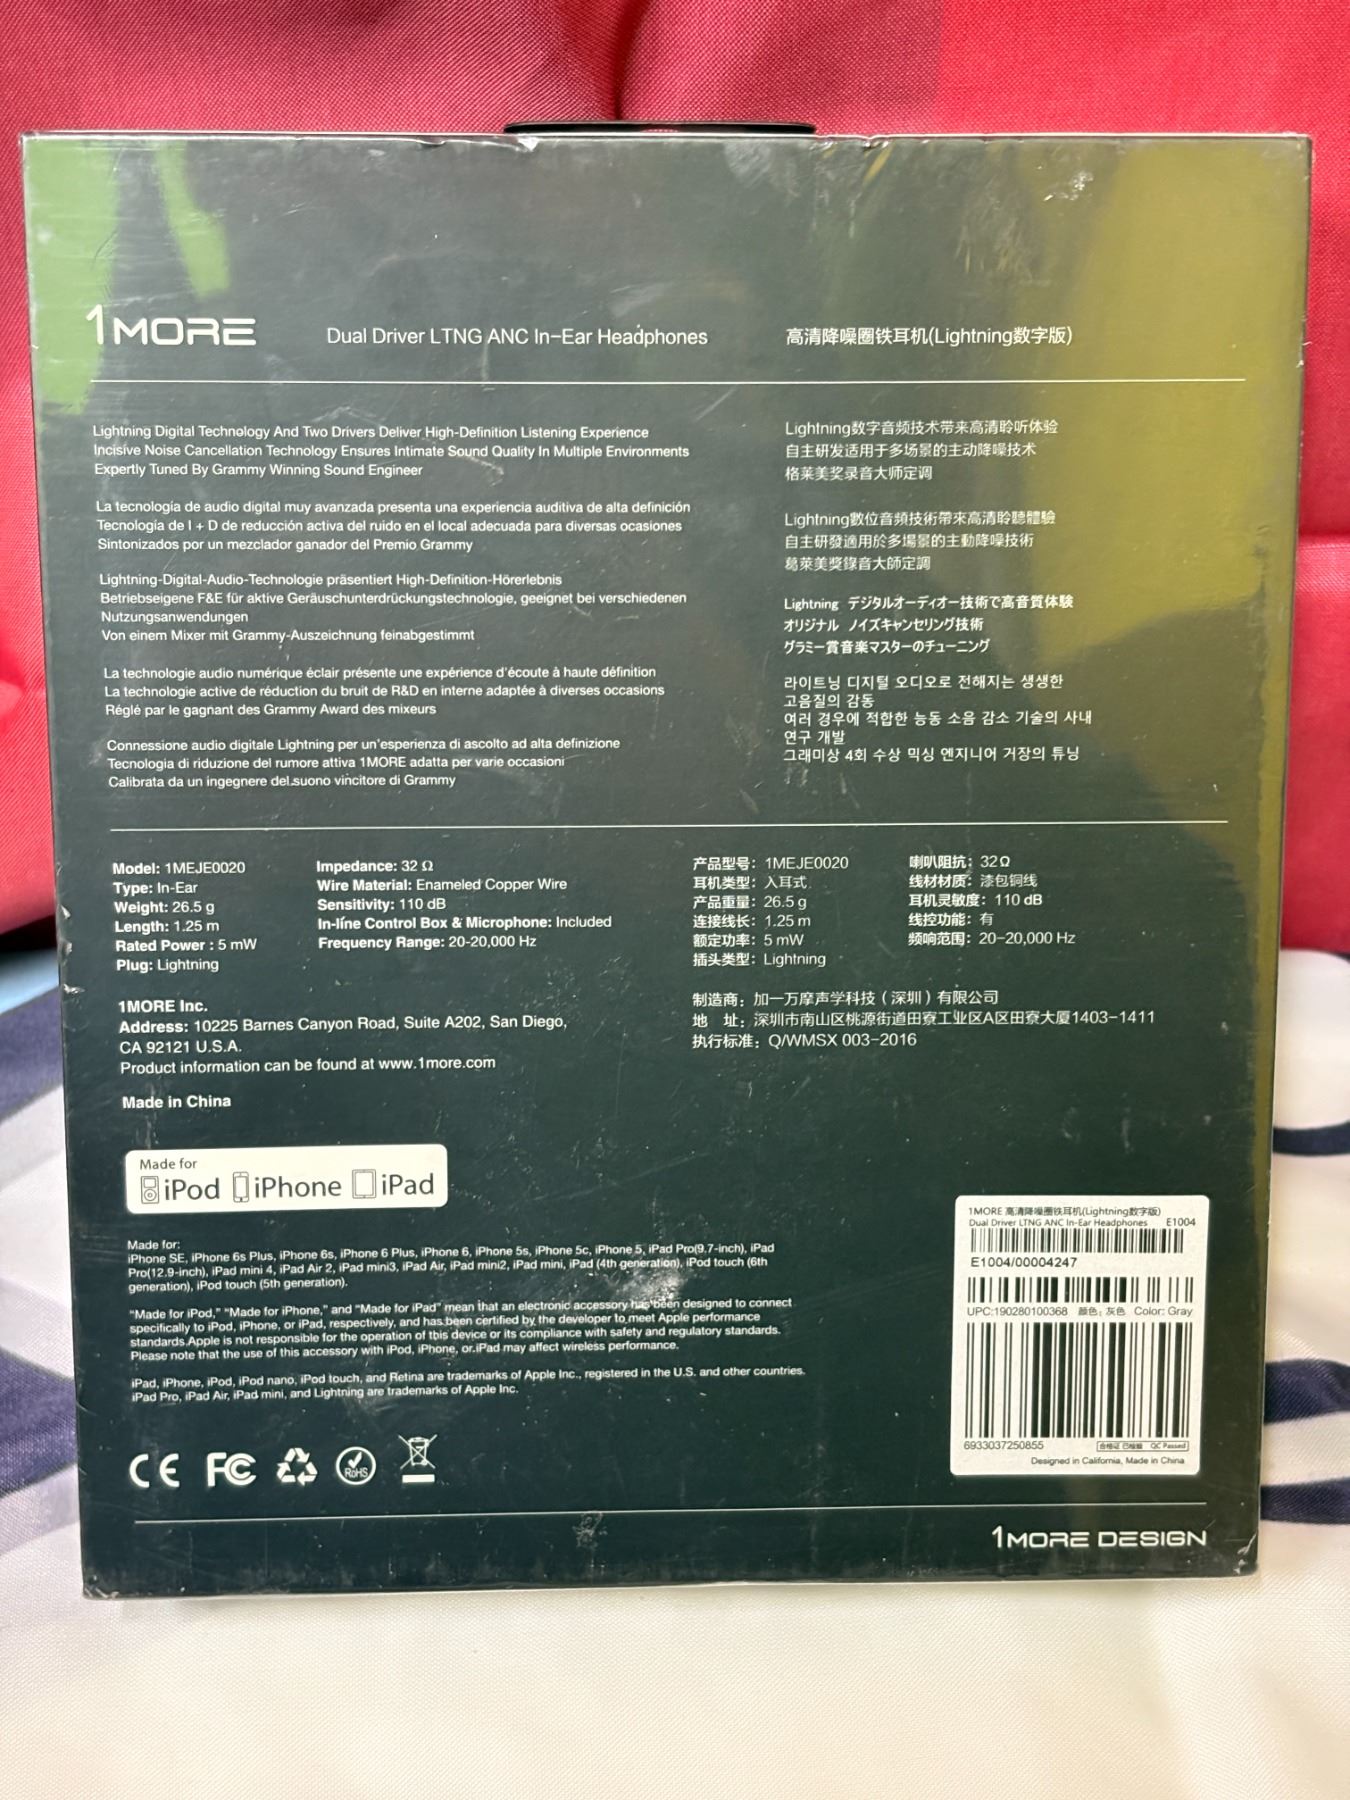 1MORE
Dual Driver LTNG ANC In-Ear Headphones
高清降噪圈铁耳机(Lightning数字版)
Lightning Digital Technology And Two Drivers Deliver High-Definition Listening Experience
Incisive Noise Cancellation Technology Ensures Intimate Sound Quality In Multiple Environments
Expertly Tuned By Grammy Winning Sound Engineer
La tecnología de audio digital muy avanzada presenta una experiencia auditiva de alta definición
Tecnología de I + D de reducción activa del ruido en el local adecuada para diversas ocasiones
Sintonizados por un mezclador ganador del Premio Grammy
Lightning-Digital-Audio-Technologie präsentiert High-Definition-Hörerlebnis
Betriebseigene F&E für aktive Geräuschunterdrückungstechnologie, geeignet bei verschiedenen
Nutzungsanwendungen
Von einem Mixer mit Grammy-Auszeichnung feinabgestimmt
La technologie audio numérique éclair présente une expérience d'écoute à haute définition
La technologie active de réduction du bruit de R&D en interne adaptée à diverses occasions
Réglé par le gagnant des Grammy Award des mixeurs
Connessione audio digitale Lightning per un'esperienza di ascolto ad alta definizione
Tecnologia di riduzione del rumore attiva 1MORE adatta per varie occasioni
Calibrata da un ingegnere del suono vincitore di Grammy
Lightning数字音频技术带来高清聆听体验
自主研发适用于多场景的主动降噪技术
格莱美奖录音大师定调
Lightning數位音頻技術帶來高清聆聽體驗
自主研發適用於多場景的主動降噪技術
葛萊美獎錄音大師定調
Lightning デジタルオーディオー技術で高音質体験
オリジナル ノイズキャンセリング技術
グラミー賞音楽マスターのチューニング
라이트닝 디지털 오디오로 전해지는 생생한
고음질의 감동
여러 경우에 적합한 능동 소음 감소 기술의 사내
연구 개발
그래미상 4회 수상 믹싱 엔지니어 거장의 튜닝
Model: 1MEJE0020
Type: In-Ear
Weight: 26.5 g
Length: 1.25 m
Rated Power : 5 mW
Plug: Lightning
Impedance: 32 Ω
Wire Material: Enameled Copper Wire
Sensitivity: 110 dB
In-line Control Box & Microphone: Included
Frequency Range: 20-20,000 Hz
产品型号：1MEJE0020
耳机类型：入耳式
产品重量：26.5 g
连接线长：1.25 m
额定功率：5 mW
插头类型：Lightning
喇叭阻抗：32Ω
线材材质：漆包铜线
耳机灵敏度：110 dB
线控功能：有
频响范围：20-20,000 Hz
1MORE Inc.
Address: 10225 Barnes Canyon Road, Suite A202, San Diego,
CA 92121 U.S.A.
Product information can be found at www.1more.com
Made in China
制造商：加一万摩声学科技（深圳）有限公司
地 址：深圳市南山区桃源街道田寮工业区A区田寮大厦1403-1411
执行标准：Q/WMSX 003-2016
Made for
iPod iPhone iPad
Made for:
iPhone SE, iPhone 6s Plus, iPhone 6s, iPhone 6 Plus, iPhone 6, iPhone 5s, iPhone 5c, iPhone 5, iPad Pro(9.7-inch), iPad
Pro(12.9-inch), iPad mini 4, iPad Air 2, iPad mini3, iPad Air, iPad mini2, iPad mini, iPad (4th generation), iPod touch (6th
generation), iPod touch (5th generation).
"Made for iPod," "Made for iPhone," and "Made for iPad" mean that an electronic accessory has been designed to connect
specifically to iPod, iPhone, or iPad, respectively, and has been certified by the developer to meet Apple performance
standards.Apple is not responsible for the operation of this device or its compliance with safety and regulatory standards.
Please note that the use of this accessory with iPod, iPhone, or iPad may affect wireless performance.
iPad, iPhone, iPod, iPod nano, iPod touch, and Retina are trademarks of Apple Inc., registered in the U.S. and other countries.
iPad Pro, iPad Air, iPad mini, and Lightning are trademarks of Apple Inc.
CE FC RoHS
1MORE 高清降噪圈铁耳机(Lightning数字版)
Dual Driver LTNG ANC In-Ear Headphones E1004
E1004/00004247
UPC:190280100368 颜色：灰色 Color: Gray
6933037250855 合格证 已检验 QC Passed
Designed in California, Made in China
1MORE DESIGN